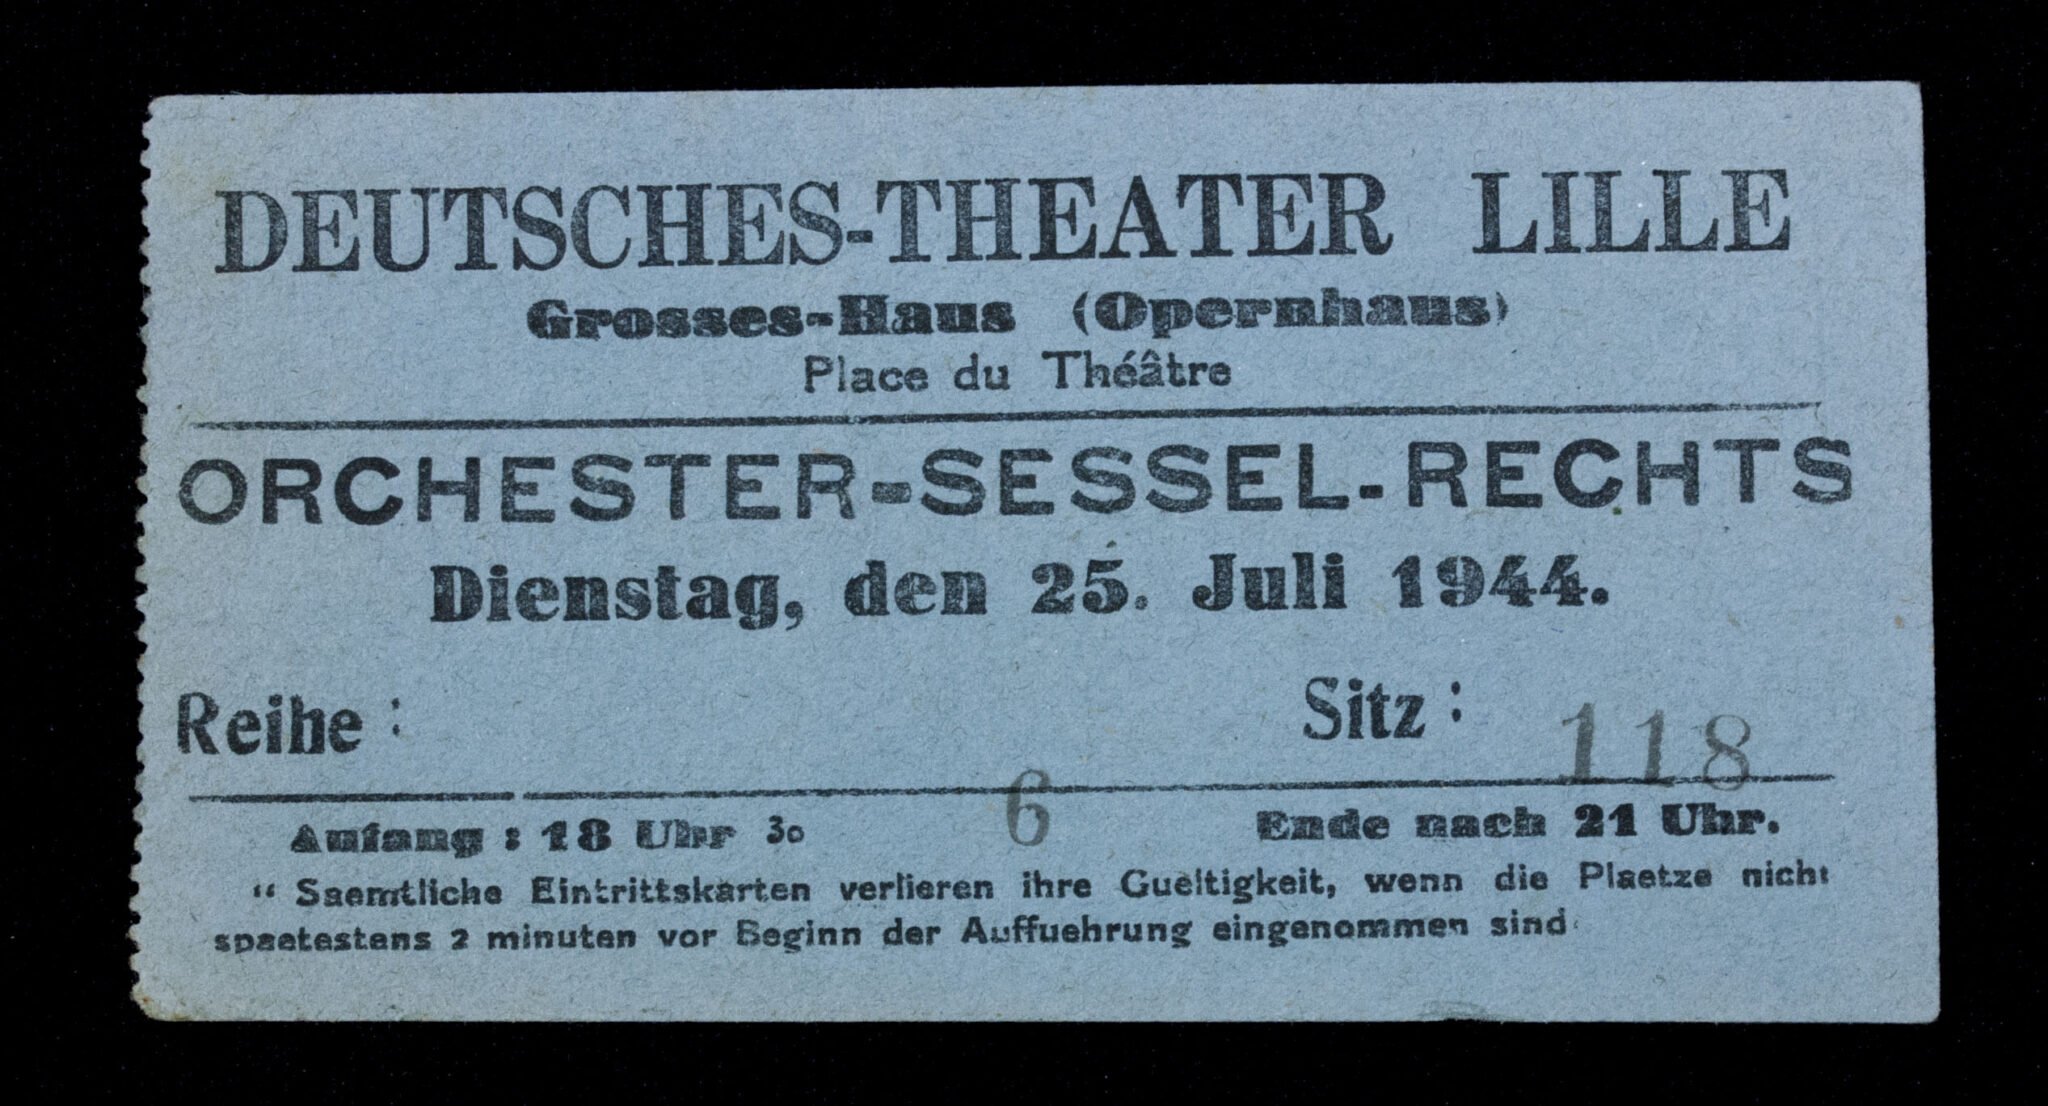 DEUTSCHES-THEATER LILLE
Grosses-Haus (Opernhaus)
Place du Théâtre
ORCHESTER-SESSEL-RECHTS
Dienstag, den 25. Juli 1944.
Reihe : 6 Sitz : 118
Anfang : 18 Uhr 30 Ende nach 21 Uhr.
“ Saemtliche Eintrittskarten verlieren ihre Gueltigkeit, wenn die Plaetze nicht
spaetestens 2 minuten vor Beginn der Auffuehrung eingenommen sind